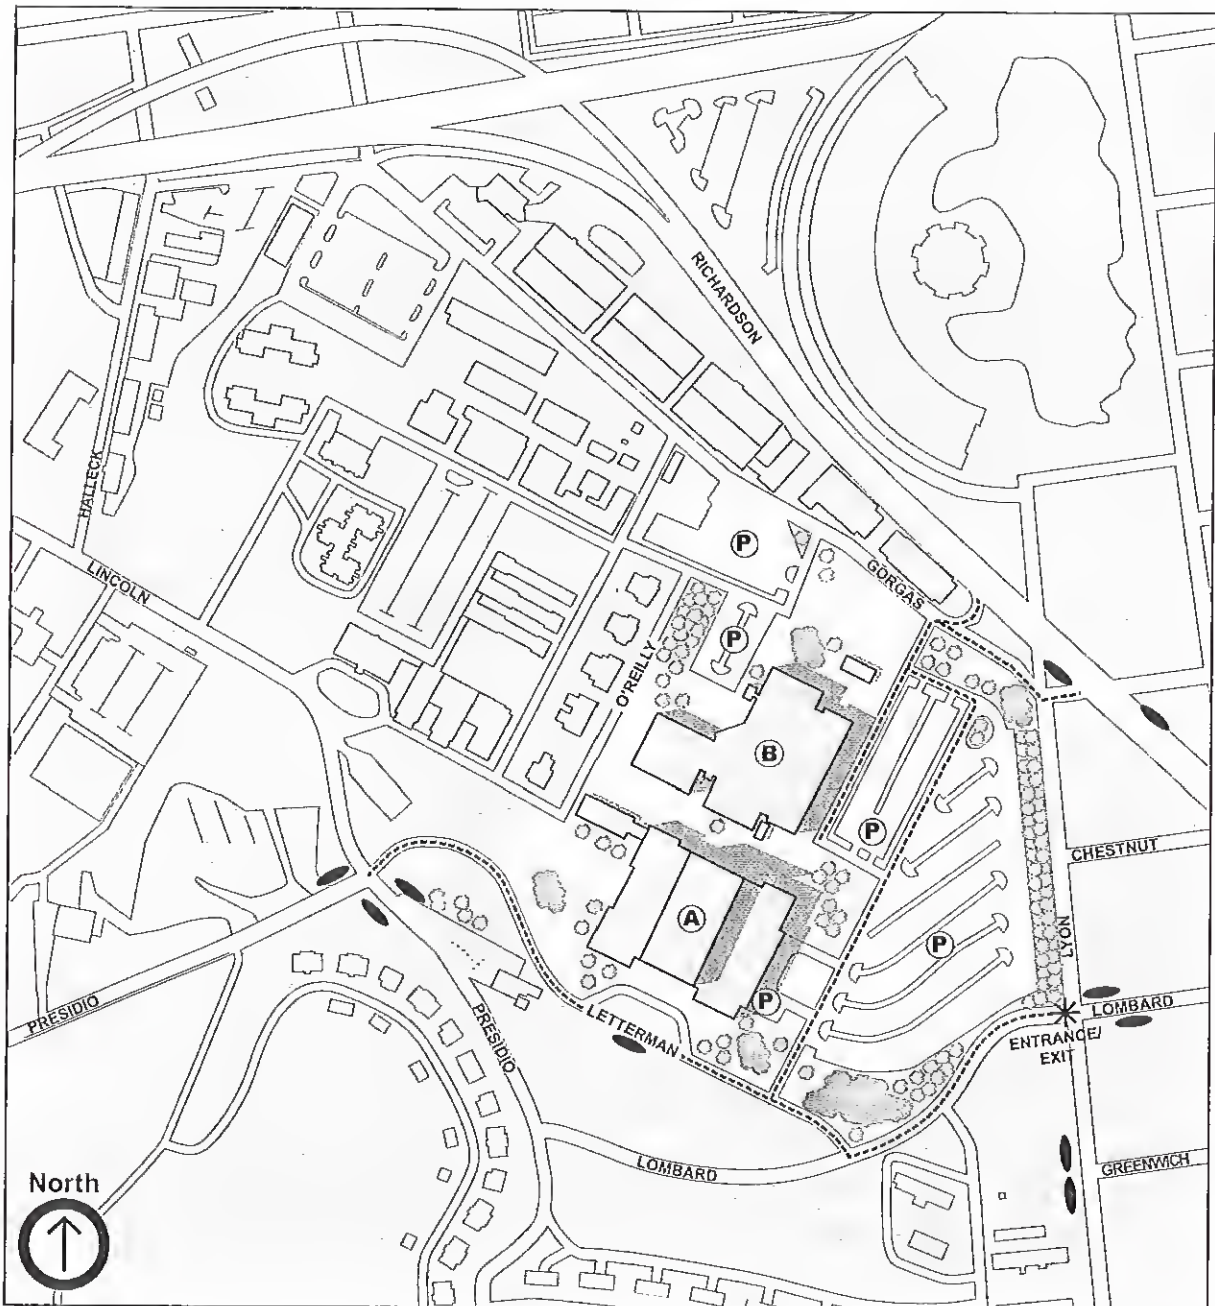 RICHARDSON
HALLECK
LINCOLN
P
GORGAS
P
O'REILLY
B
P
CHESTNUT
A
P
LYON
P
PRESIDIO
PRESIDIO
LETTERMAN
LOMBARD
ENTRANCE/
EXIT
LOMBARD
GREENWICH
North